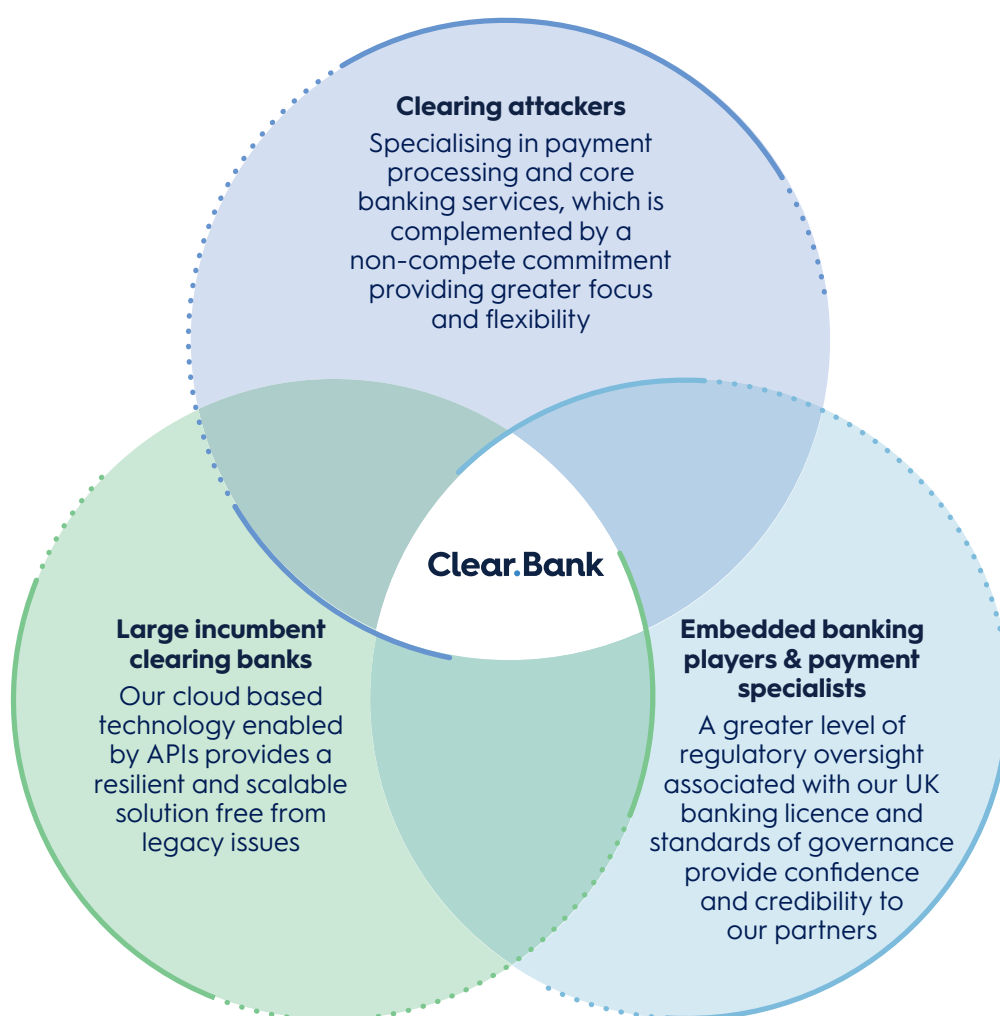 Clearing attackers
Specialising in payment
processing and core
banking services, which is
complemented by a
non-compete commitment
providing greater focus
and flexibility
Clear.Bank
Large incumbent
clearing banks
Our cloud based
technology enabled
by APIs provides a
resilient and scalable
solution free from
legacy issues
Embedded banking
players & payment
specialists
A greater level of
regulatory oversight
associated with our UK
banking licence and
standards of governance
provide confidence
and credibility to
our partners